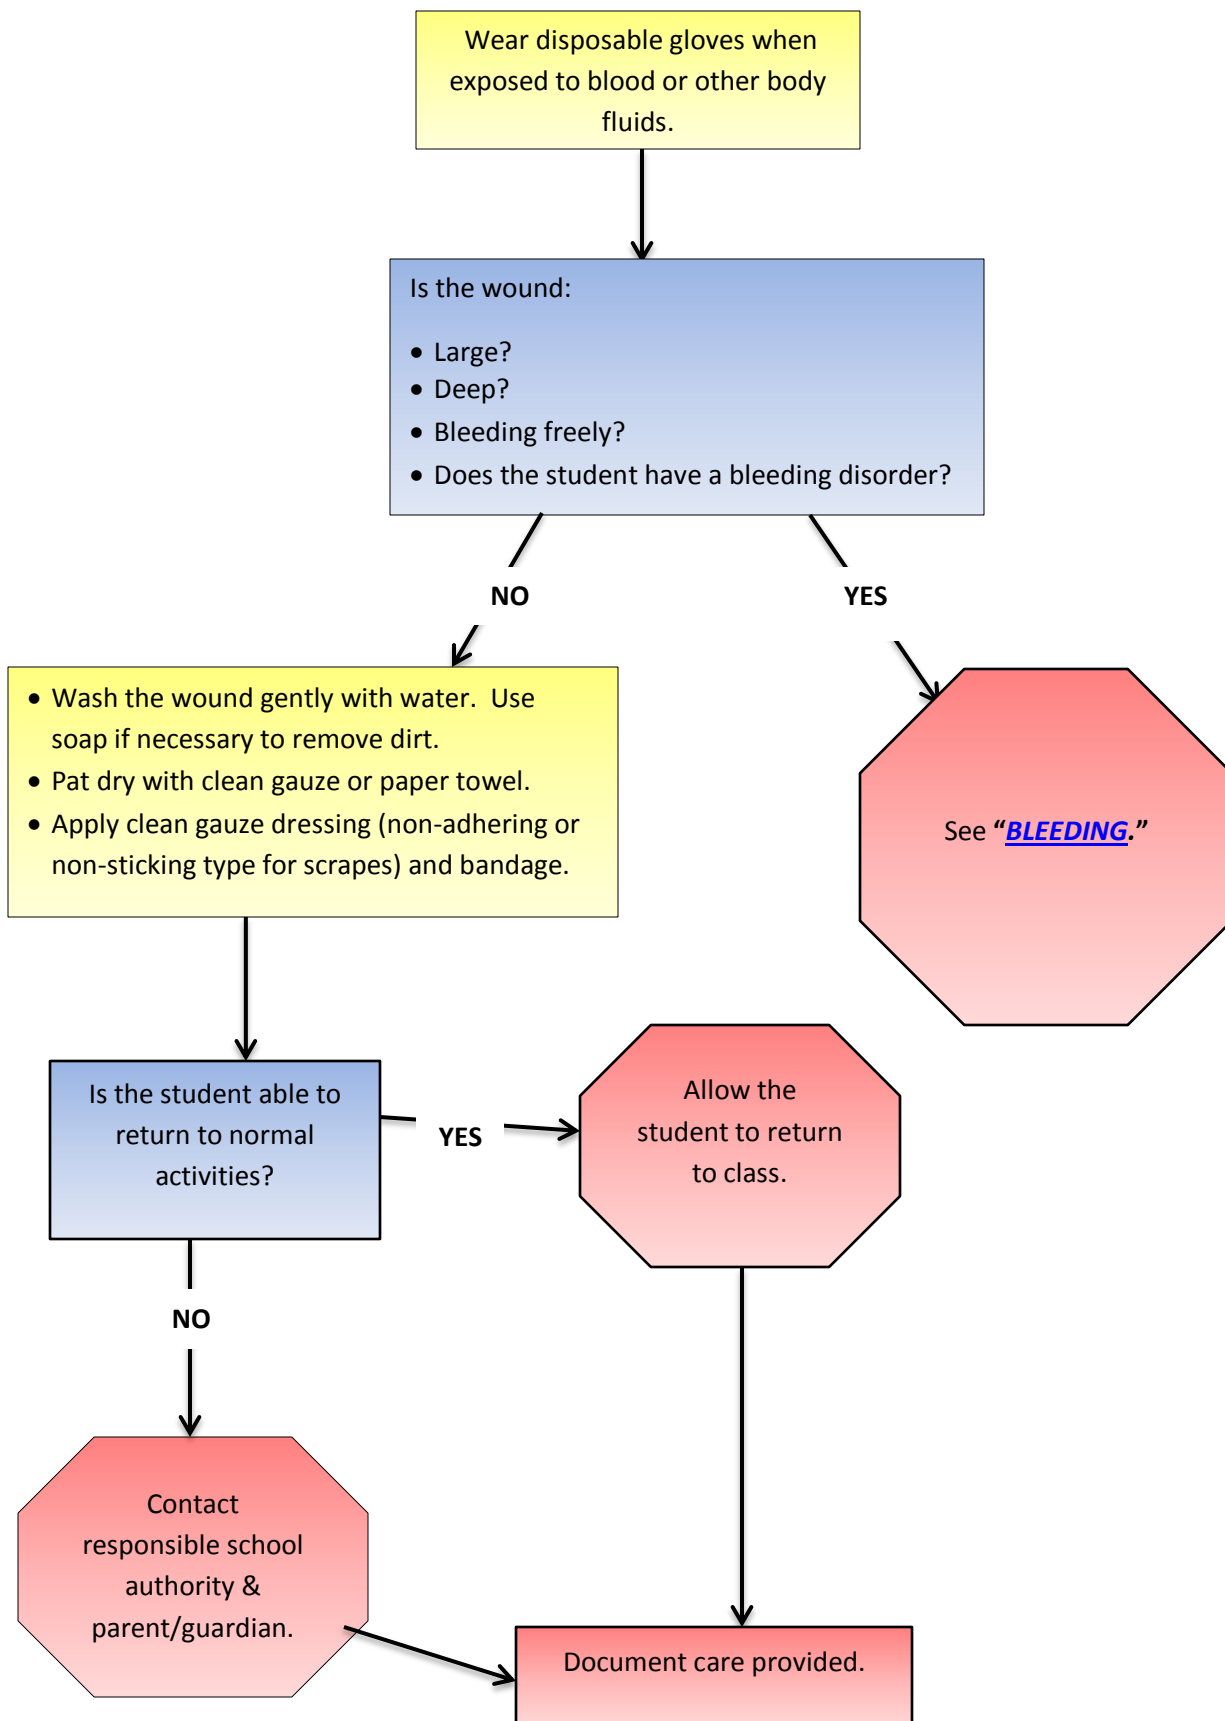 Wear disposable gloves when
exposed to blood or other body
fluids.
Is the wound:
• Large?
• Deep?
• Bleeding freely?
• Does the student have a bleeding disorder?
NO
YES
• Wash the wound gently with water.  Use
soap if necessary to remove dirt.
• Pat dry with clean gauze or paper towel.
• Apply clean gauze dressing (non-adhering or
non-sticking type for scrapes) and bandage.
See “BLEEDING.”
Is the student able to
return to normal
activities?
YES
Allow the
student to return
to class.
NO
Contact
responsible school
authority &
parent/guardian.
Document care provided.